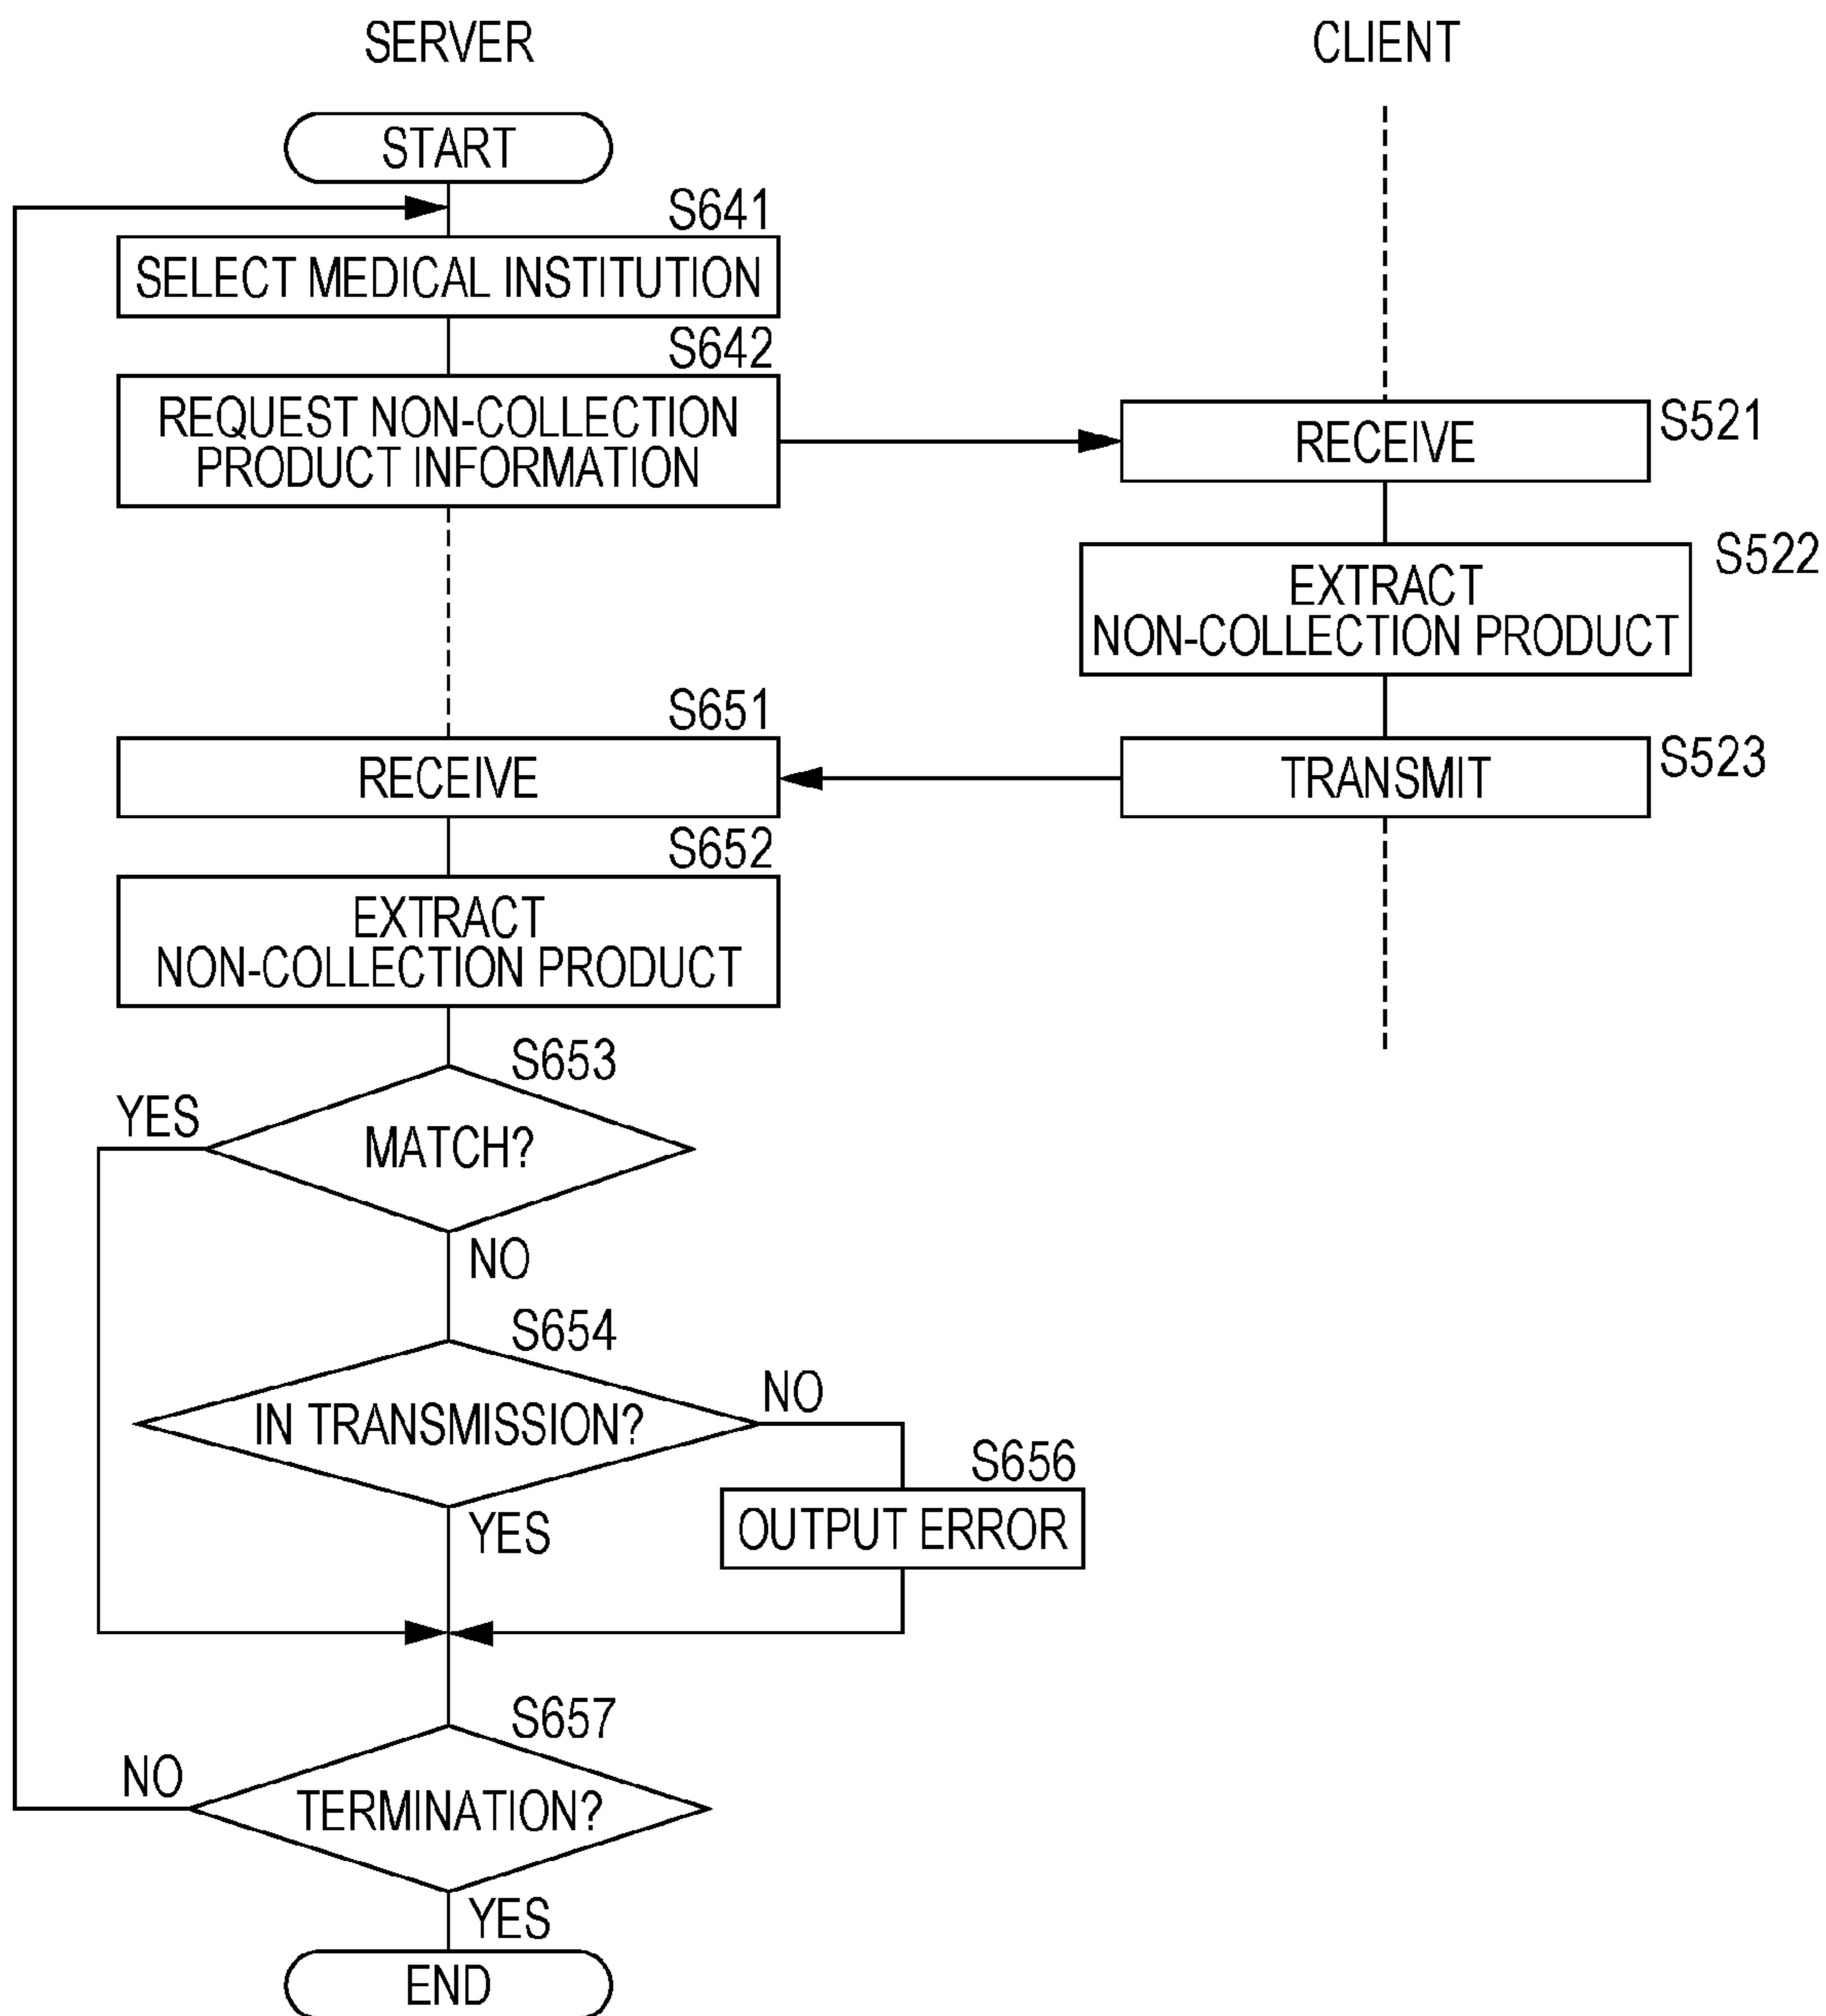 SERVER
CLIENT
START
S641
SELECT MEDICAL INSTITUTION
S642
REQUEST NON-COLLECTION
PRODUCT INFORMATION
RECEIVE
S521
EXTRACT
NON-COLLECTION PRODUCT
S522
S651
RECEIVE
TRANSMIT
S523
S652
EXTRACT
NON-COLLECTION PRODUCT
S653
YES
MATCH?
NO
S654
IN TRANSMISSION?
NO
S656
OUTPUT ERROR
YES
S657
NO
TERMINATION?
YES
END